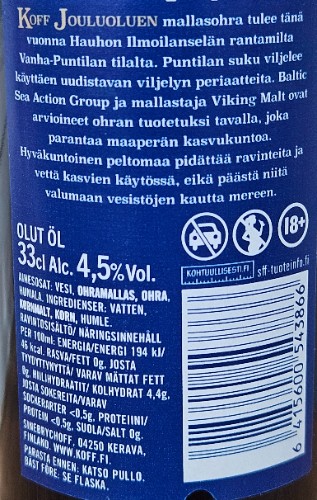 KOFF JOULUOLUEN mallasohra tulee tänä
vuonna Hauhon Ilmoilanselän rantamilta
Vanha-Puntilan tilalta. Puntilan suku viljelee
käyttäen uudistavan viljelyn periaatteita. Baltic
Sea Action Group ja mallastaja Viking Malt ovat
arvioineet ohran tuotetuksi tavalla, joka
parantaa maaperän kasvukuntoa.
Hyväkuntoinen peltomaa pidättää ravinteita ja
vettä kasvien käytössä, eikä päästä niitä
valumaan vesistöjen kautta mereen.
18+
OLUT ÖL
33cl Alc. 4,5% Vol.
KOHTUULLISESTI.FI sff-tuoteinfo.fi
AINESOSAT: VESI, OHRAMALLAS, OHRA,
HUMALA. INGREDIENSER: VATTEN,
KORNMALT, KORN, HUMLE.
RAVINTOSISÄLTÖ/ NÄRINGSINNEHÅLL
PER 100ml: ENERGIA/ENERGI 194 kJ/
46 kcal. RASVA/FETT 0g, JOSTA
TYYDYTTYNYTTÄ/ VARAV MÄTTAT FETT
0g. HIILIHYDRAATIT/ KOLHYDRAT 4,4g,
JOSTA SOKEREITA/VARAV
SOCKERARTER <0,5g. PROTEIINI/
PROTEIN <0,5g. SUOLA/SALT 0g.
SINEBRYCHOFF, 04250 KERAVA,
FINLAND. WWW.KOFF.FI.
PARASTA ENNEN: KATSO PULLO.
BÄST FÖRE: SE FLASKA.
6 415600 543866